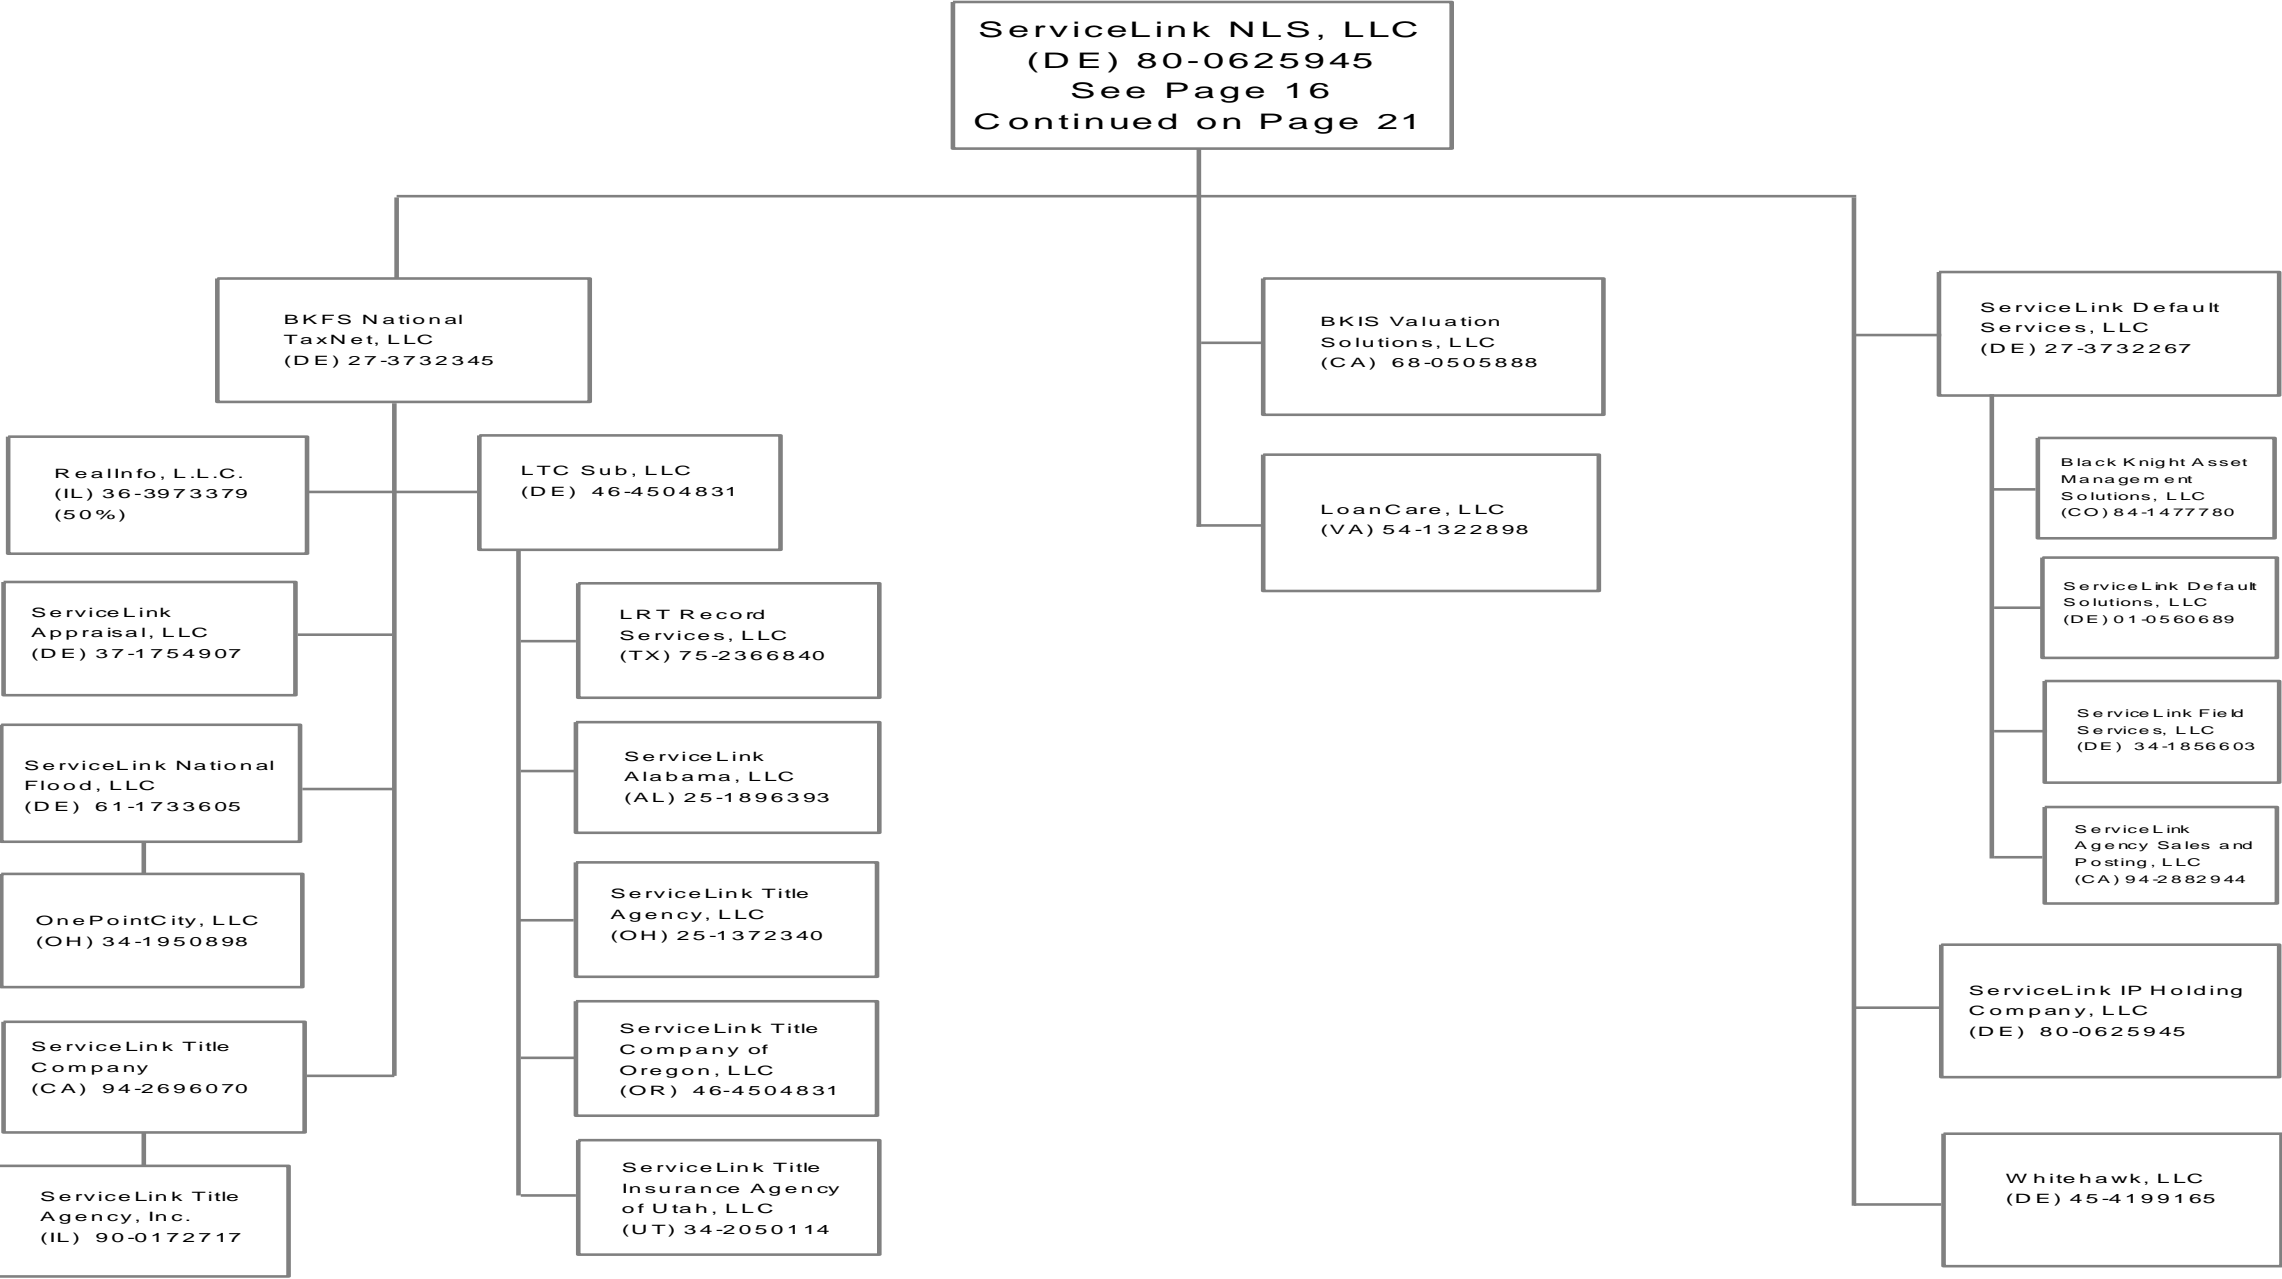 ServiceLink NLS, LLC
(DE) 80-0625945
See Page 16
Continued on Page 21
BKFS National
TaxNet, LLC
(DE) 27-3732345
RealInfo, L.L.C.
(IL) 36-3973379
(50%)
ServiceLink
Appraisal, LLC
(DE) 37-1754907
ServiceLink National
Flood, LLC
(DE) 61-1733605
OnePointCity, LLC
(OH) 34-1950898
ServiceLink Title
Company
(CA) 94-2696070
ServiceLink Title
Agency, Inc.
(IL) 90-0172717
LTC Sub, LLC
(DE) 46-4504831
LRT Record
Services, LLC
(TX) 75-2366840
ServiceLink
Alabama, LLC
(AL) 25-1896393
ServiceLink Title
Agency, LLC
(OH) 25-1372340
ServiceLink Title
Company of
Oregon, LLC
(OR) 46-4504831
ServiceLink Title
Insurance Agency
of Utah, LLC
(UT) 34-2050114
BKIS Valuation
Solutions, LLC
(CA) 68-0505888
LoanCare, LLC
(VA) 54-1322898
ServiceLink Default
Services, LLC
(DE) 27-3732267
Black Knight Asset
Management
Solutions, LLC
(CO) 84-1477780
ServiceLink Default
Solutions, LLC
(DE) 01-0560689
ServiceLink Field
Services, LLC
(DE) 34-1856603
ServiceLink
Agency Sales and
Posting, LLC
(CA) 94-2882944
ServiceLink IP Holding
Company, LLC
(DE) 80-0625945
Whitehawk, LLC
(DE) 45-4199165